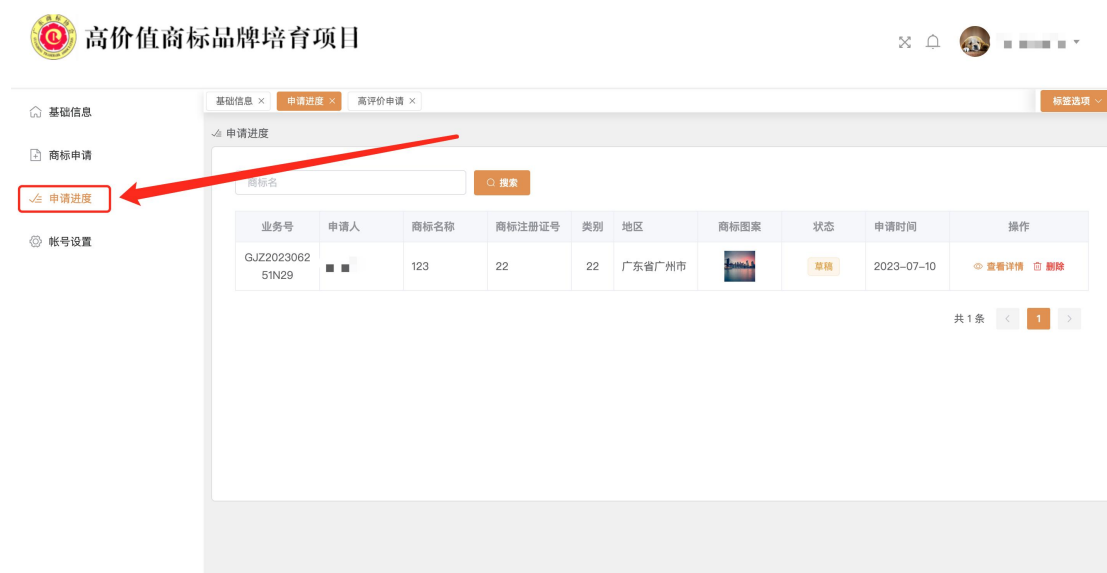 高价值商标品牌培育项目
基础信息
商标申请
申请进度
帐号设置
基础信息 × 申请进度 × 高评价申请 ×
标签选项
申请进度
商标名
搜索
业务号 申请人 商标名称 商标注册证号 类别 地区 商标图案 状态 申请时间 操作
GJZ2023062
51N29
123 22 22 广东省广州市 草稿 2023-07-10 查看详情 删除
共 1 条 < 1 >